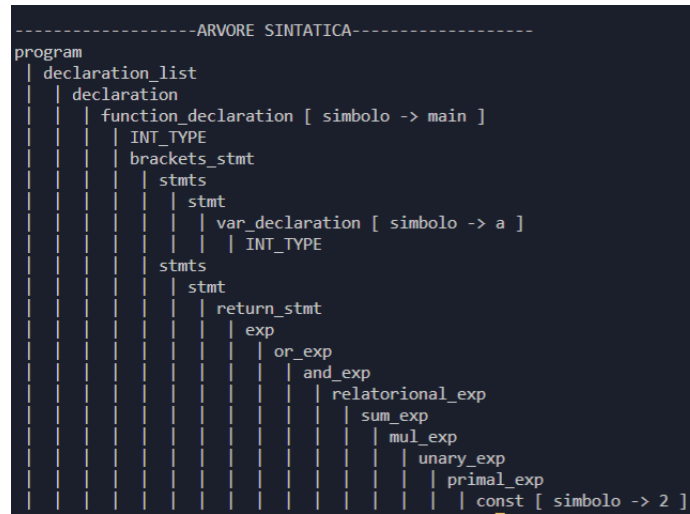 -------------------ARVORE SINTATICA-------------------
program
| declaration_list
| | declaration
| | | function_declaration [ simbolo -> main ]
| | | | INT_TYPE
| | | | brackets_stmt
| | | | | stmts
| | | | | | stmt
| | | | | | | var_declaration [ simbolo -> a ]
| | | | | | | | INT_TYPE
| | | | | stmts
| | | | | | stmt
| | | | | | | return_stmt
| | | | | | | | exp
| | | | | | | | | or_exp
| | | | | | | | | | and_exp
| | | | | | | | | | | relatorional_exp
| | | | | | | | | | | | sum_exp
| | | | | | | | | | | | | mul_exp
| | | | | | | | | | | | | | unary_exp
| | | | | | | | | | | | | | | primal_exp
| | | | | | | | | | | | | | | | const [ simbolo -> 2 ]